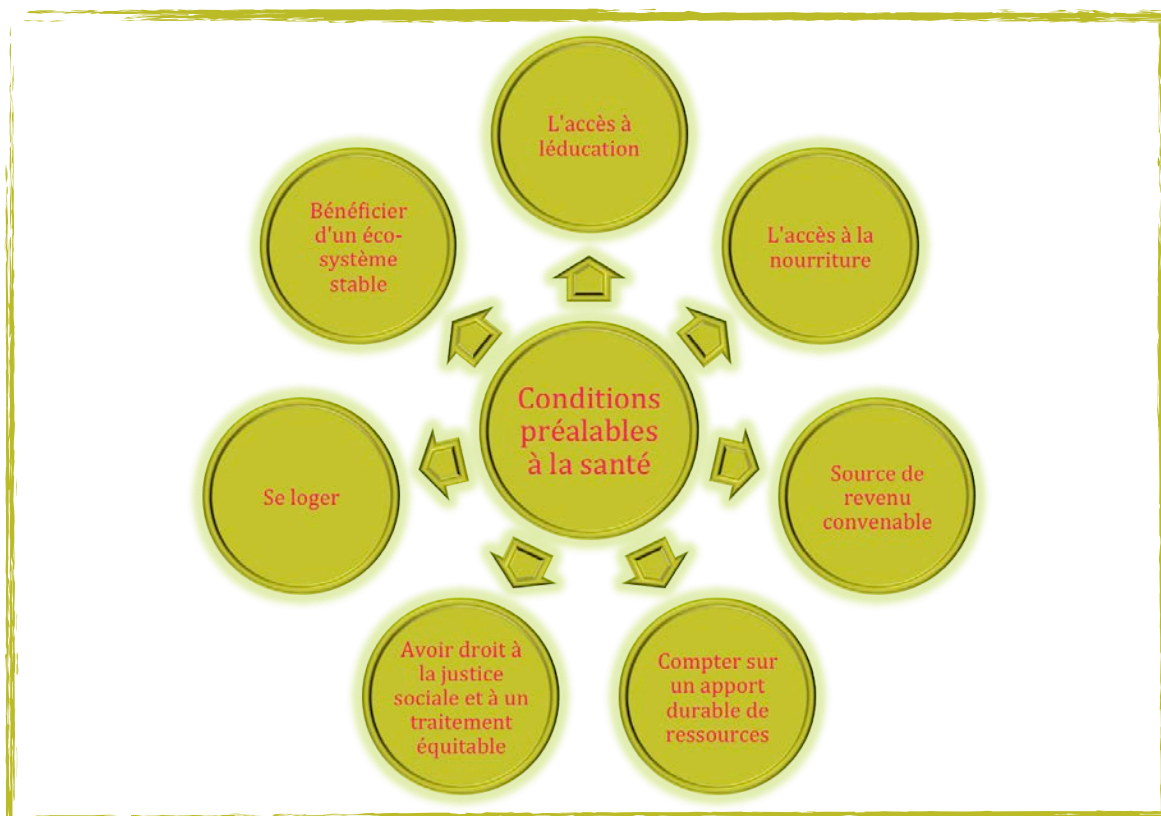 L'accès à
léducation
L'accès à la
nourriture
Source de
revenu
convenable
Compter sur
un apport
durable de
ressources
Avoir droit à
la justice
sociale et à un
traitement
équitable
Se loger
Bénéficier
d'un éco-
système
stable
Conditions
préalables
à la santé